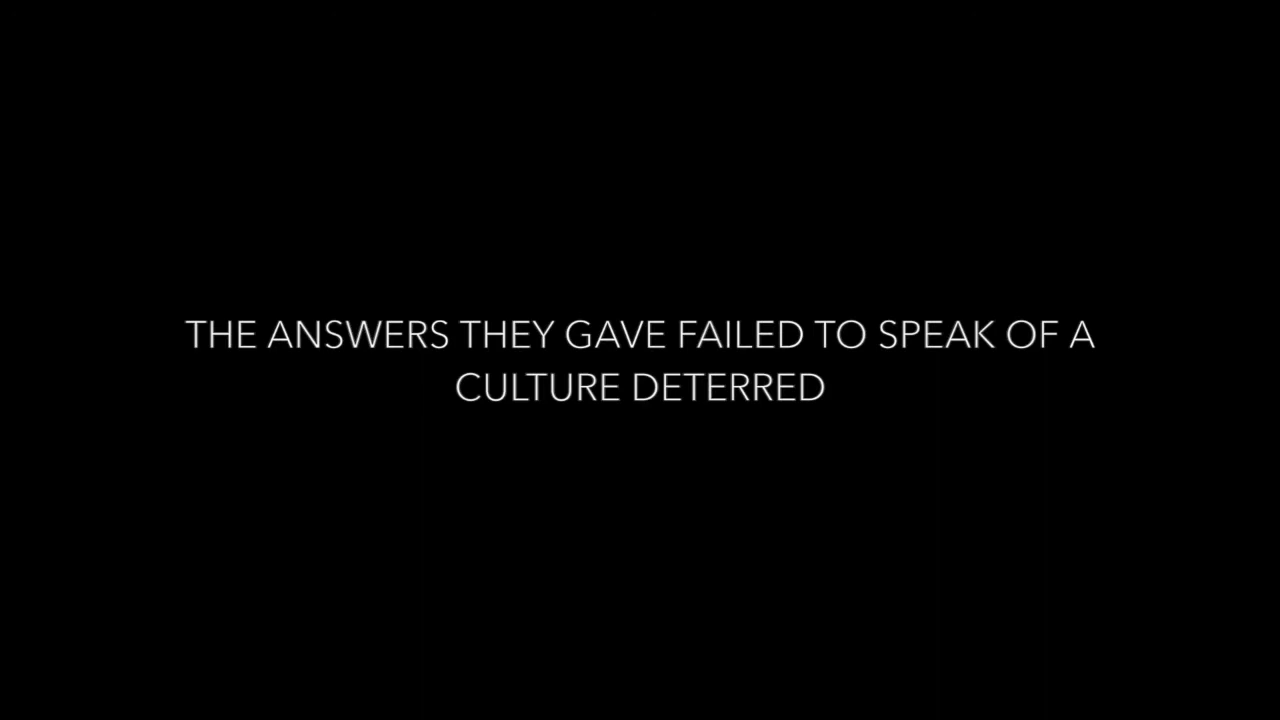 THE ANSWERS THEY GAVE FAILED TO SPEAK OF A
CULTURE DETERRED